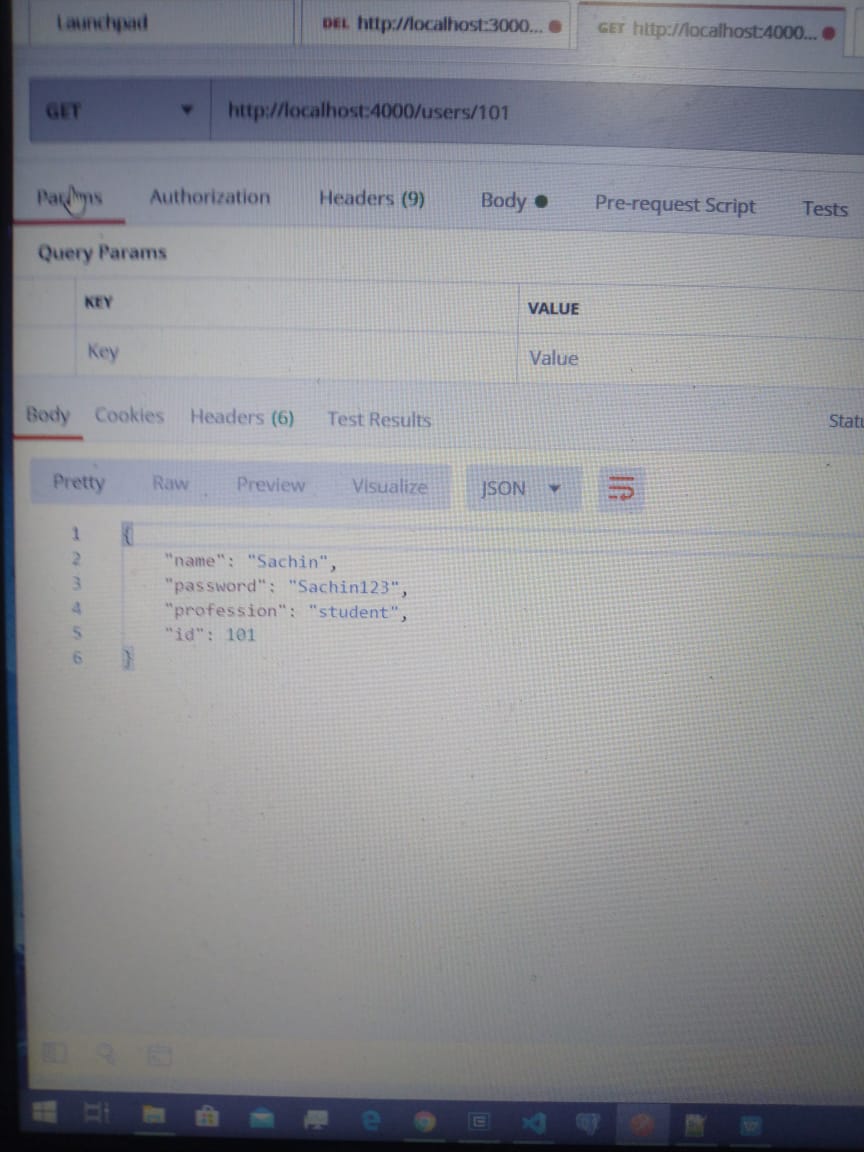 Launchpad
DEL http://localhost:3000...
GET http://localhost:4000...
GET http://localhost:4000/users/101
Params Authorization Headers (9) Body Pre-request Script Tests
Query Params
KEY VALUE
Key Value
Body Cookies Headers (6) Test Results Statu
Pretty Raw Preview Visualize JSON
1 {
2 "name": "Sachin",
3 "password": "Sachin123",
4 "profession": "student",
5 "id": 101
6 }